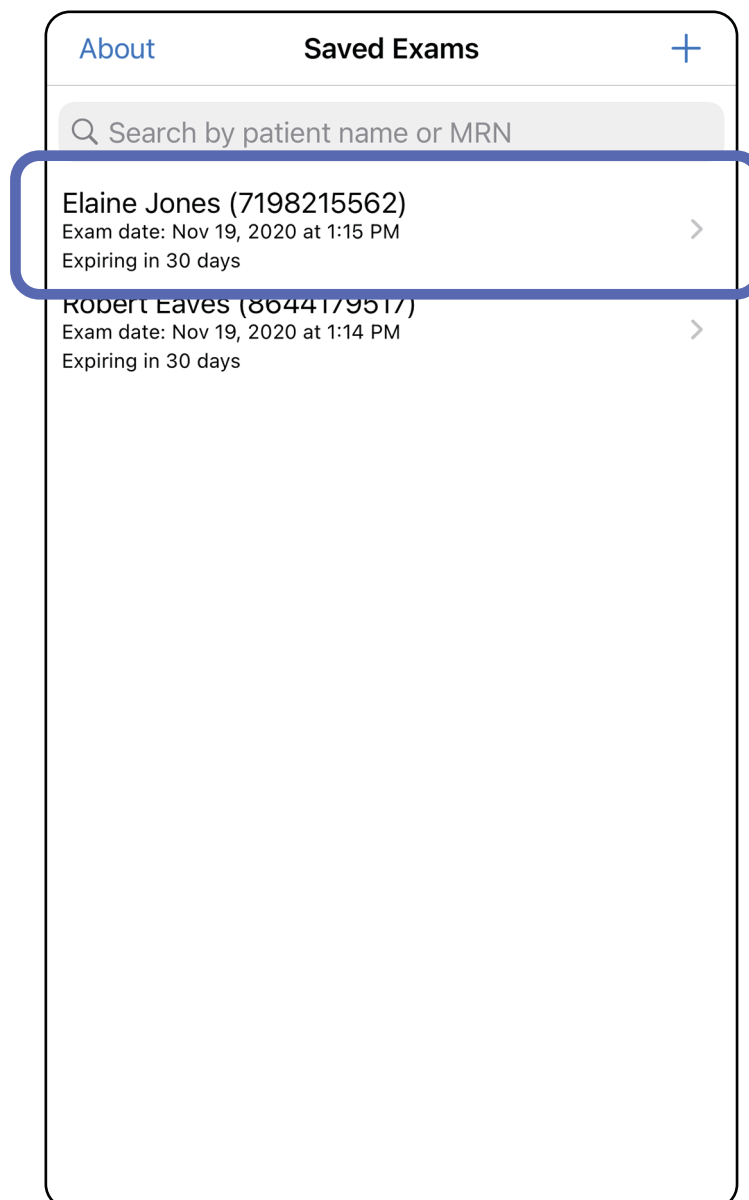 About
Saved Exams
Search by patient name or MRN
Elaine Jones (7198215562)
Exam date: Nov 19, 2020 at 1:15 PM
Expiring in 30 days
Robert Eaves (8644179517)
Exam date: Nov 19, 2020 at 1:14 PM
Expiring in 30 days